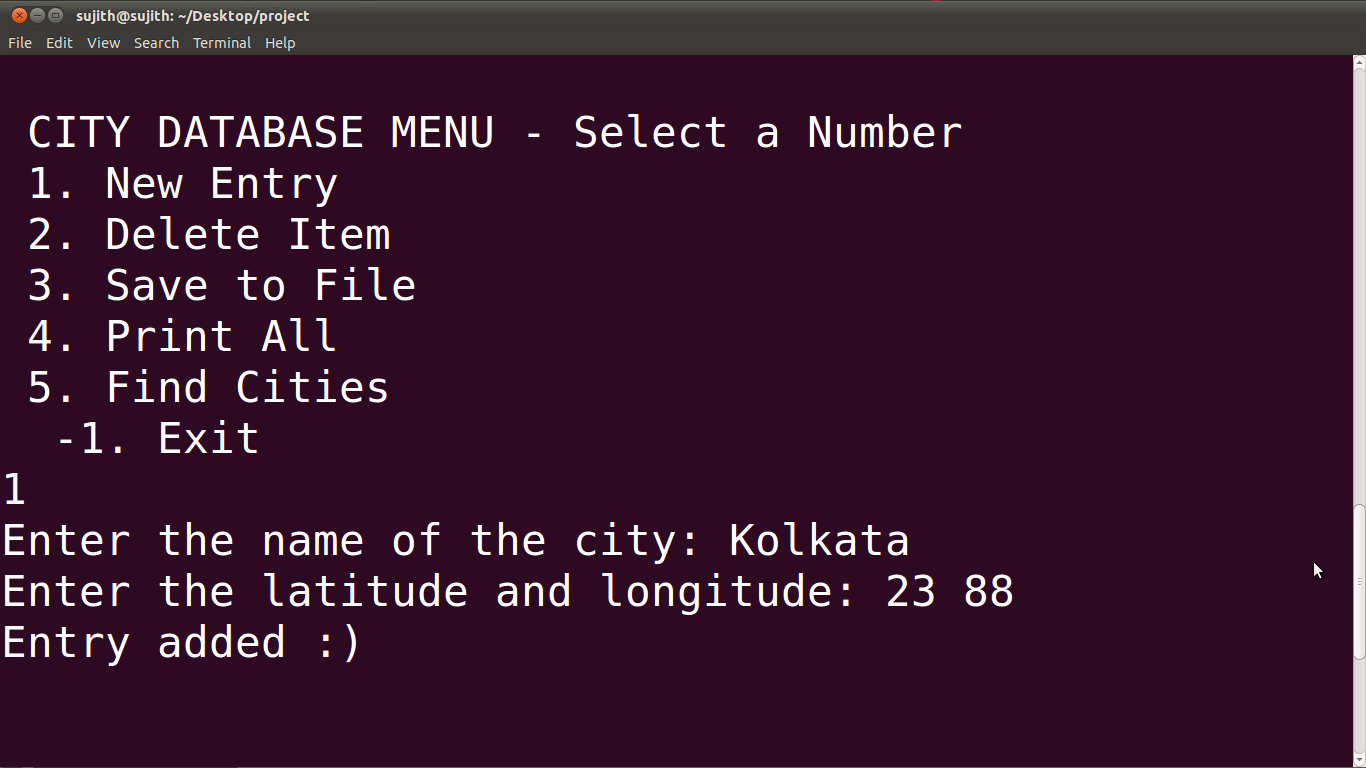 sujith@sujith: ~/Desktop/project
File Edit View Search Terminal Help
CITY DATABASE MENU - Select a Number
1. New Entry
2. Delete Item
3. Save to File
4. Print All
5. Find Cities
-1. Exit
1
Enter the name of the city: Kolkata
Enter the latitude and longitude: 23 88
Entry added :)